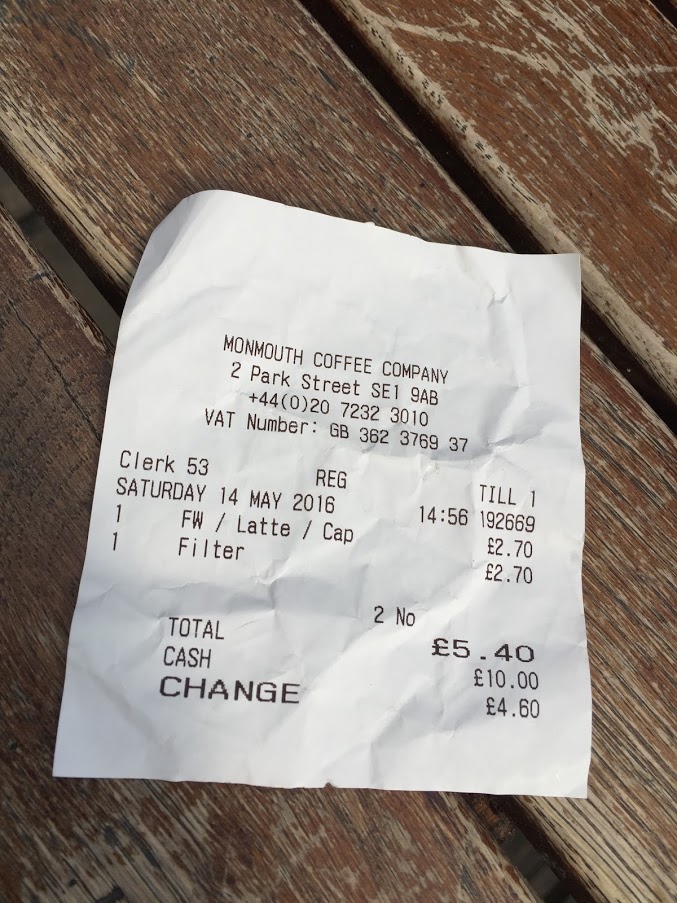 MONMOUTH COFFEE COMPANY
2 Park Street SE1 9AB
+44(0)20 7232 3010
VAT Number: GB 362 3769 37
Clerk 53 REG TILL 1
SATURDAY 14 MAY 2016 14:56 192669
1 FW / Latte / Cap £2.70
1 Filter £2.70
2 No
TOTAL £5.40
CASH £10.00
CHANGE £4.60